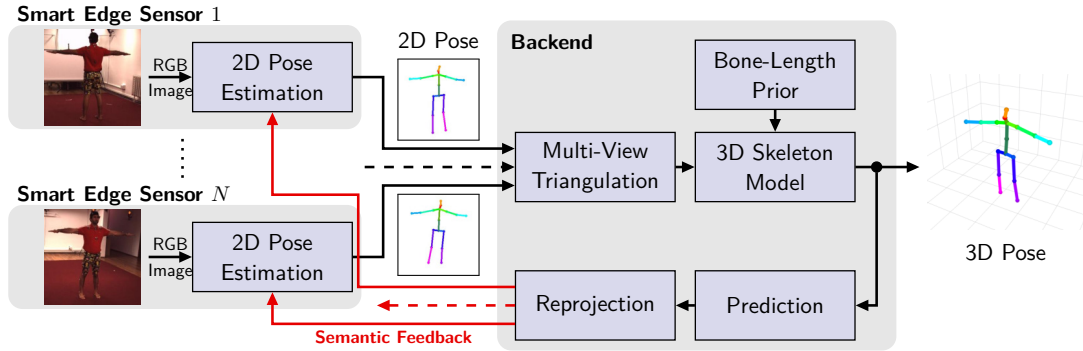 Smart Edge Sensor 1
RGB
Image
2D Pose
Estimation
2D Pose
Backend
Bone-Length
Prior
Multi-View
Triangulation
3D Skeleton
Model
3D Pose
Smart Edge Sensor N
RGB
Image
2D Pose
Estimation
Reprojection
Prediction
Semantic Feedback